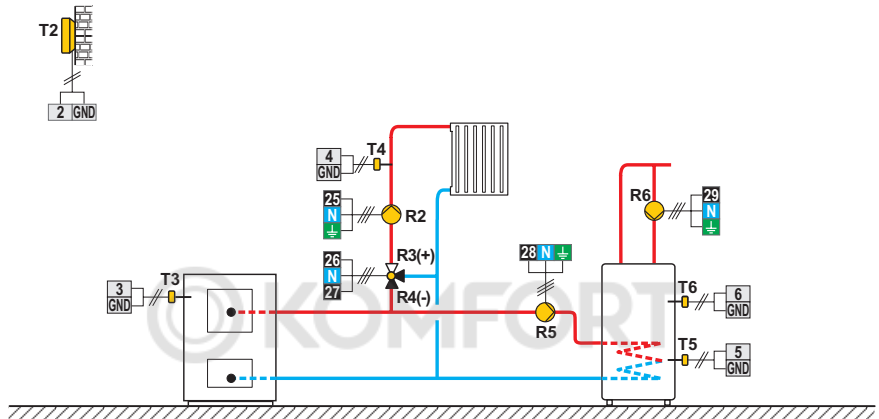 T2
2 GND
T4
4
GND
25
N
R2
R3(+)
26
N
27
R4(-)
T3
3
GND
28 N
R5
R6
29
N
T6
6
GND
T5
5
GND
KOMFORT